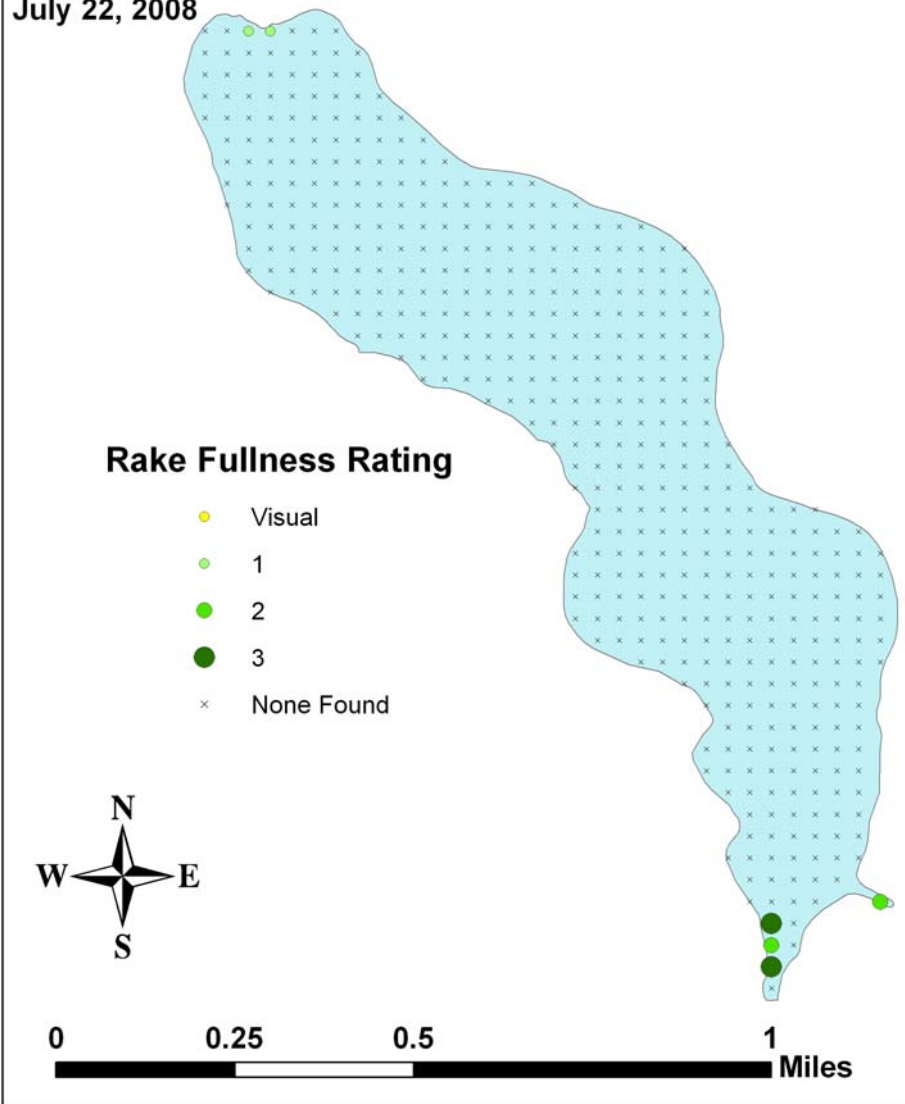 July 22, 2008
Rake Fullness Rating
Visual
1
2
3
None Found
N
W E
S
0 0.25 0.5 1
Miles